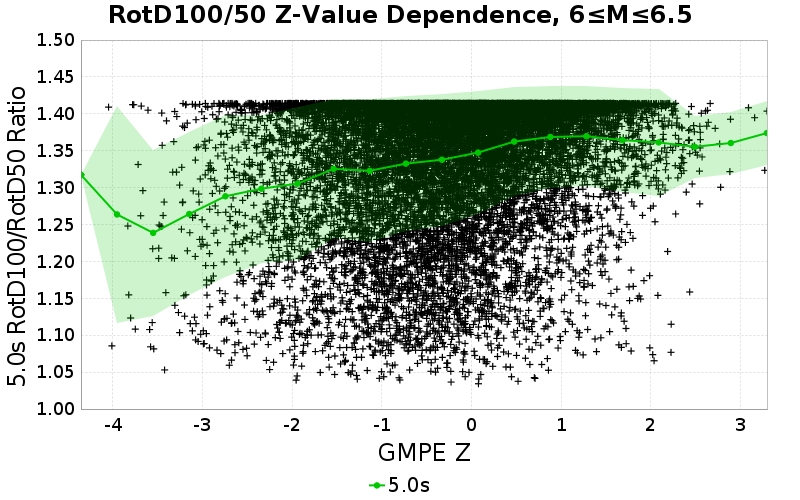 RotD100/50 Z-Value Dependence, 6≤M≤6.5
1.50
1.45
1.40
1.35
1.30
1.25
1.20
1.15
1.10
1.05
1.00
5.0s RotD100/RotD50 Ratio
-4 -3 -2 -1 0 1 2 3
GMPE Z
5.0s